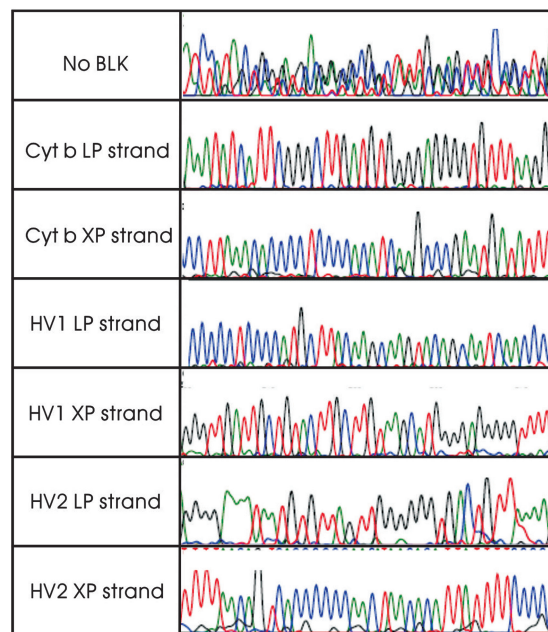 No BLK
Cyt b LP strand
Cyt b XP strand
HV1 LP strand
HV1 XP strand
HV2 LP strand
HV2 XP strand